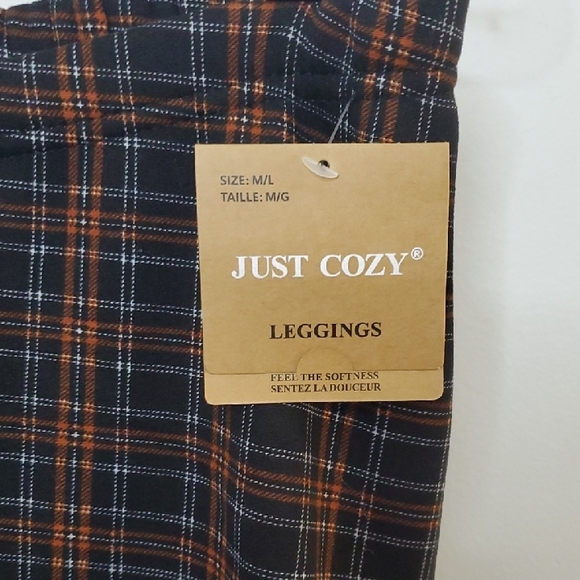 SIZE: M/L
TAILLE: M/G
JUST COZY®
LEGGINGS
FEEL THE SOFTNESS
SENTEZ LA DOUCEUR